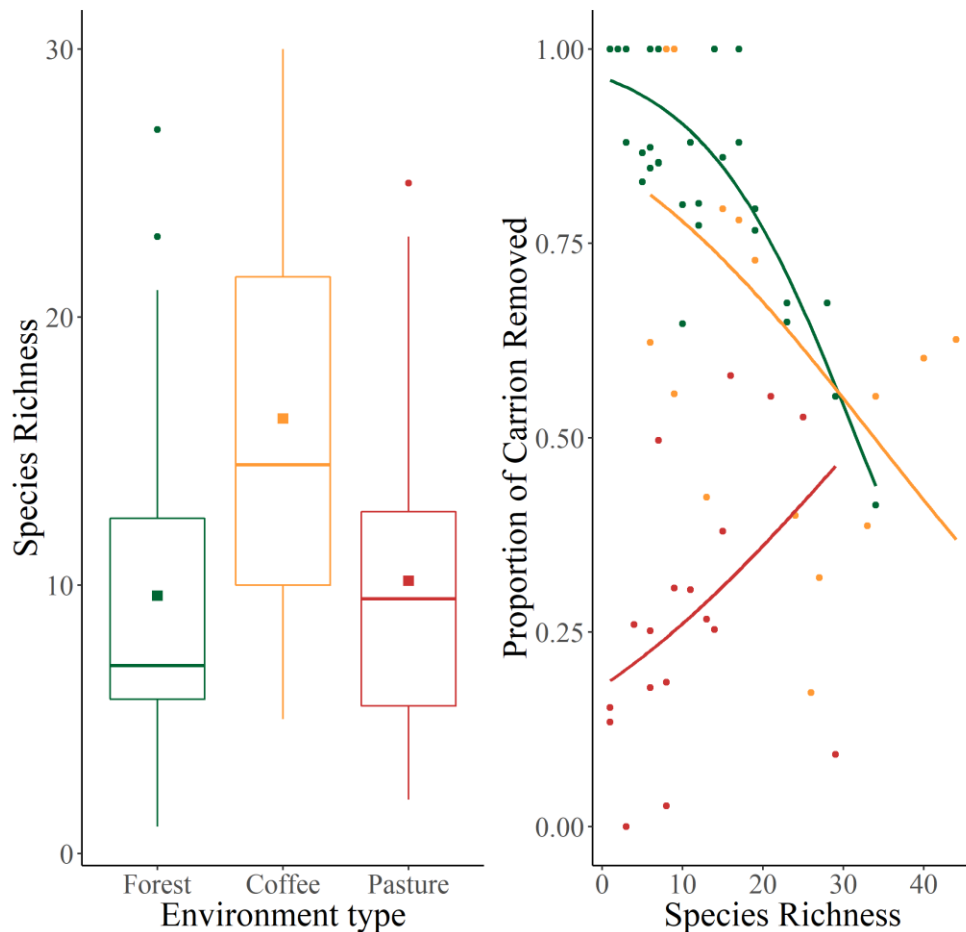 Species Richness
30
20
10
0
Forest Coffee Pasture
Environment type
Proportion of Carrion Removed
1.00
0.75
0.50
0.25
0.00
0 10 20 30 40
Species Richness